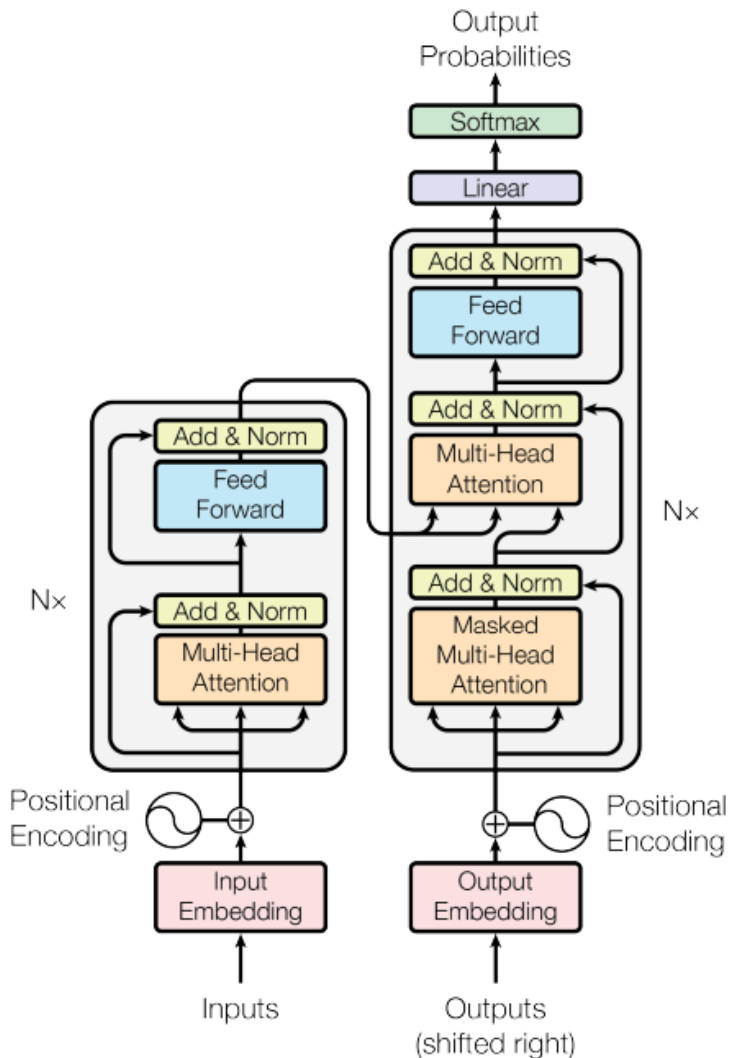 Output
Probabilities
Softmax
Linear
Add & Norm
Feed
Forward
Add & Norm
Multi-Head
Attention
Nx
Add & Norm
Masked
Multi-Head
Attention
Add & Norm
Feed
Forward
Nx
Add & Norm
Multi-Head
Attention
Positional
Encoding
Positional
Encoding
Input
Embedding
Output
Embedding
Inputs
Outputs
(shifted right)